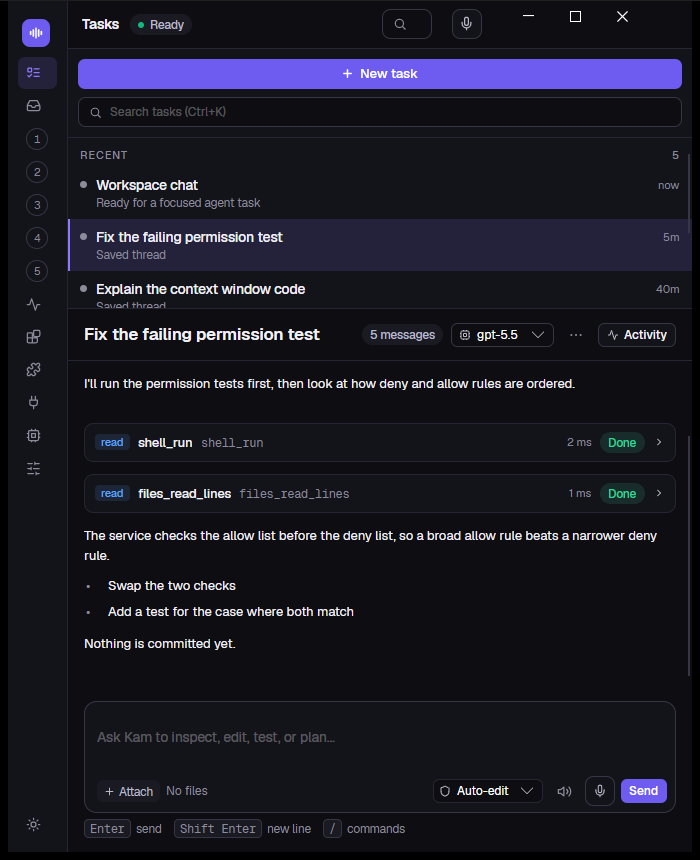 Tasks
Ready
+ New task
Search tasks (Ctrl+K)
RECENT 5
1
Workspace chat now
2
Ready for a focused agent task
3
Fix the failing permission test 5m
4
Saved thread
5
Explain the context window code 40m
Saved thread
Fix the failing permission test 5 messages gpt-5.5 ... Activity
I'll run the permission tests first, then look at how deny and allow rules are ordered.
read shell_run shell_run 2 ms Done
read files_read_lines files_read_lines 1 ms Done
The service checks the allow list before the deny list, so a broad allow rule beats a narrower deny
rule.
• Swap the two checks
• Add a test for the case where both match
Nothing is committed yet.
Ask Kam to inspect, edit, test, or plan...
+ Attach No files Auto-edit Send
Enter send Shift Enter new line / commands